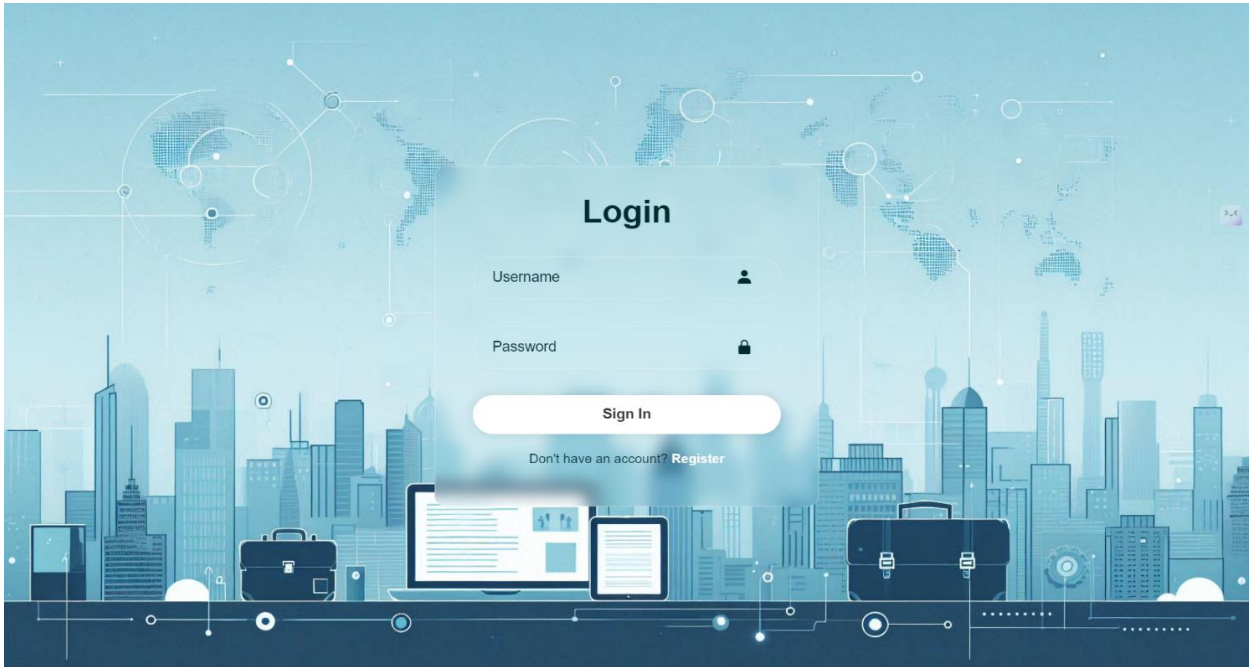 Login
Username
Password
Sign In
Don't have an account? Register